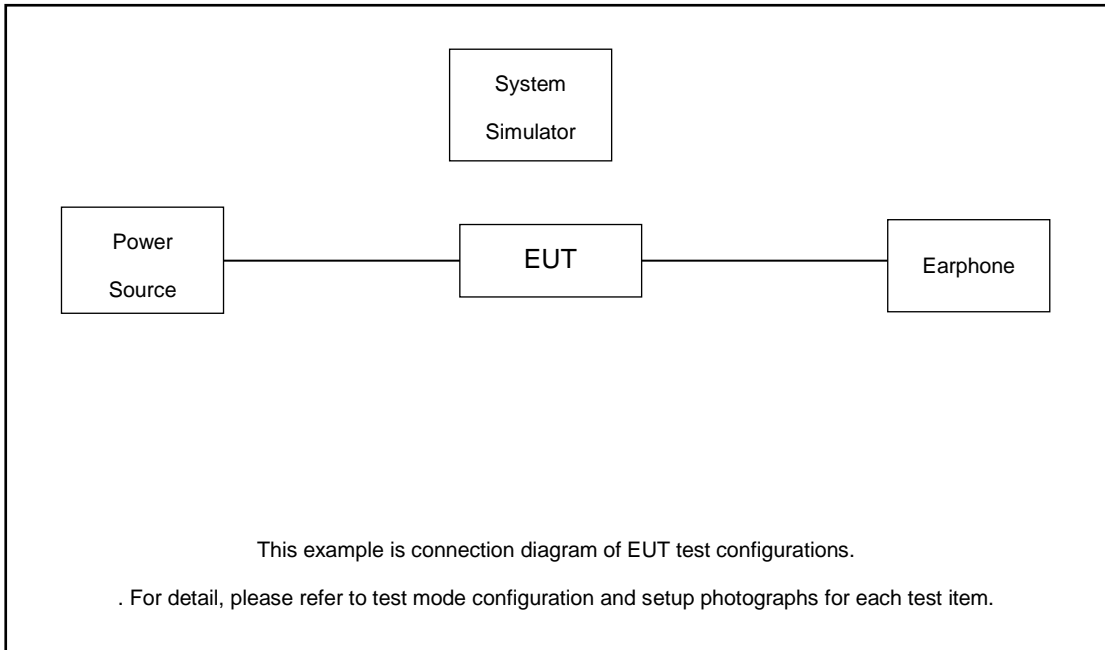 System
Simulator
Power
Source
EUT
Earphone
This example is connection diagram of EUT test configurations.
. For detail, please refer to test mode configuration and setup photographs for each test item.